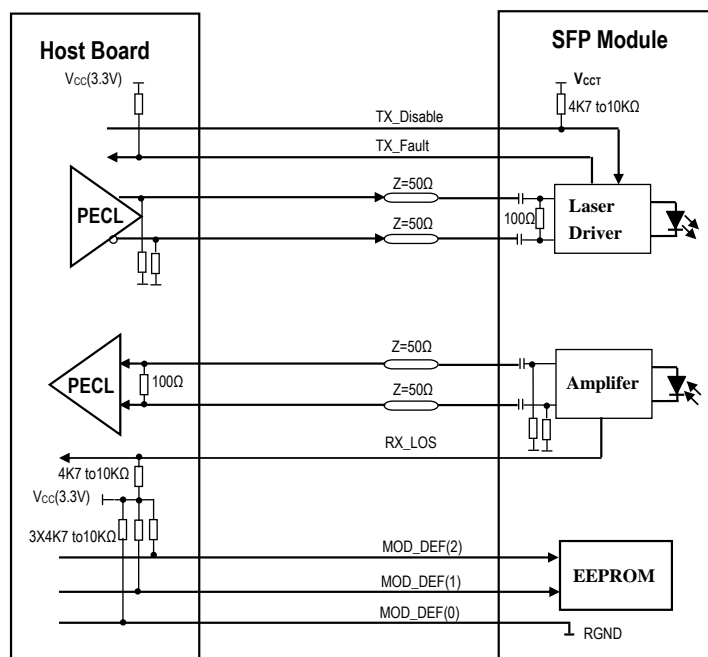 Host Board
SFP Module
VCC(3.3V)
VCCT
4K7 to10KΩ
TX_Disable
TX_Fault
PECL
Z=50Ω
Z=50Ω
100Ω
Laser
Driver
PECL
100Ω
Z=50Ω
Z=50Ω
Amplifer
RX_LOS
4K7 to10KΩ
VCC(3.3V)
3X4K7 to10KΩ
MOD_DEF(2)
MOD_DEF(1)
EEPROM
MOD_DEF(0)
RGND